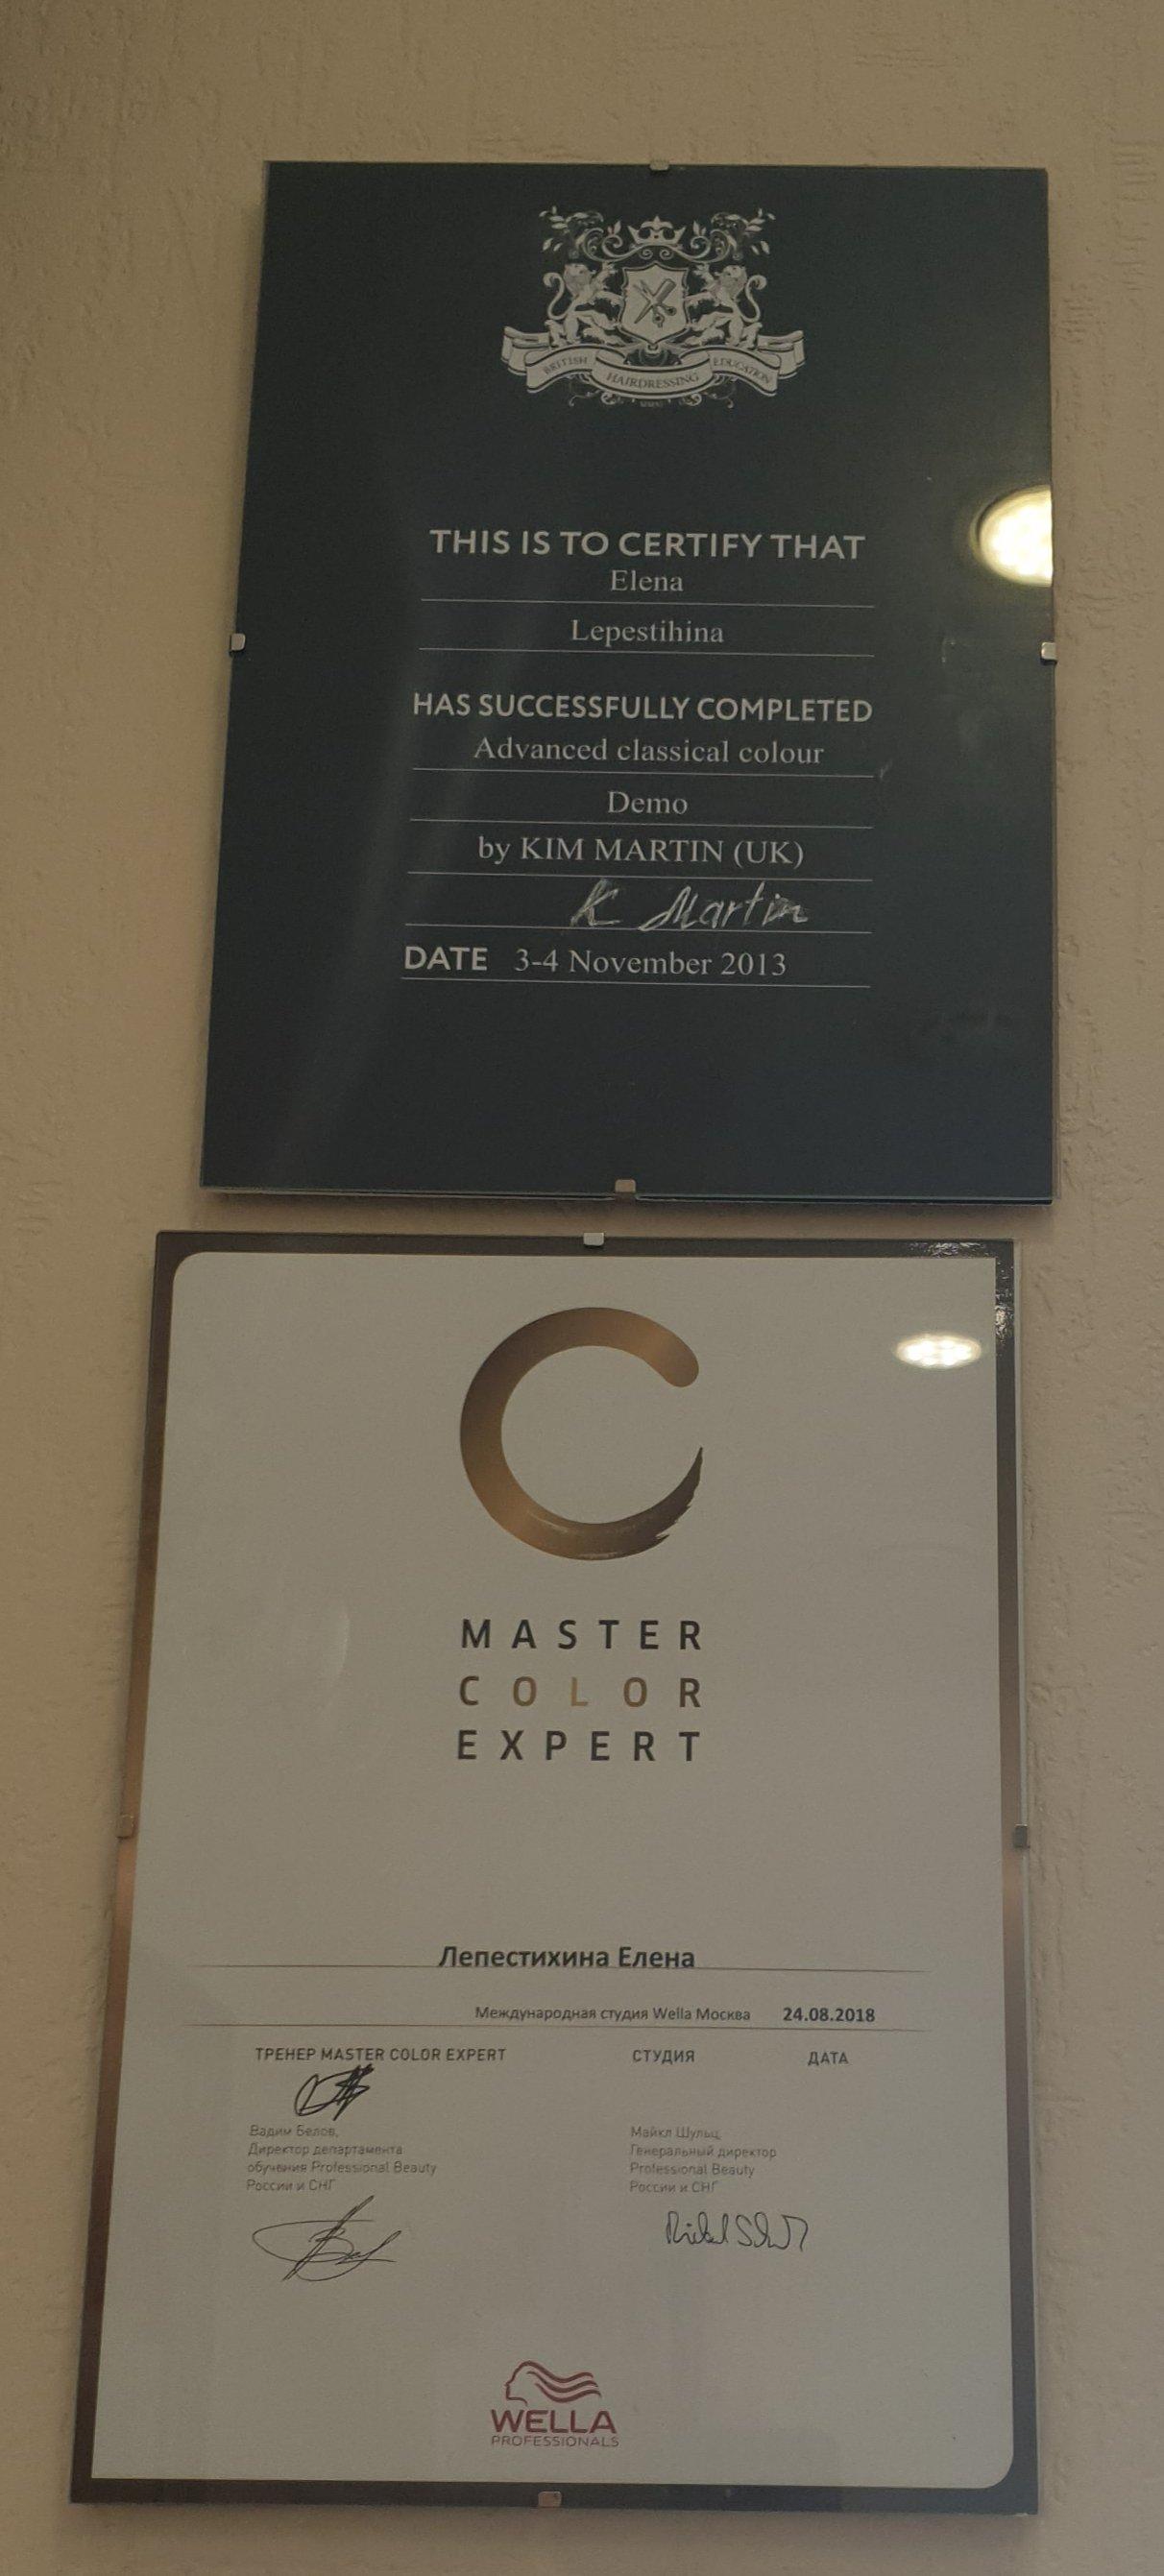 BRITISH HAIRDRESSING EDUCATION
THIS IS TO CERTIFY THAT
Elena
Lepestihina
HAS SUCCESSFULLY COMPLETED
Advanced classical colour
Demo
by KIM MARTIN (UK)
K Martin
DATE 3-4 November 2013
MASTER
COLOR
EXPERT
Лепестихина Елена
Международная студия Wella Москва 24.08.2018
ТРЕНЕР MASTER COLOR EXPERT СТУДИЯ ДАТА
Вадим Белов,
Директор департамента
обучения Professional Beauty
России и СНГ
Майкл Шульц,
Генеральный директор
Professional Beauty
России и СНГ
WELLA
PROFESSIONALS